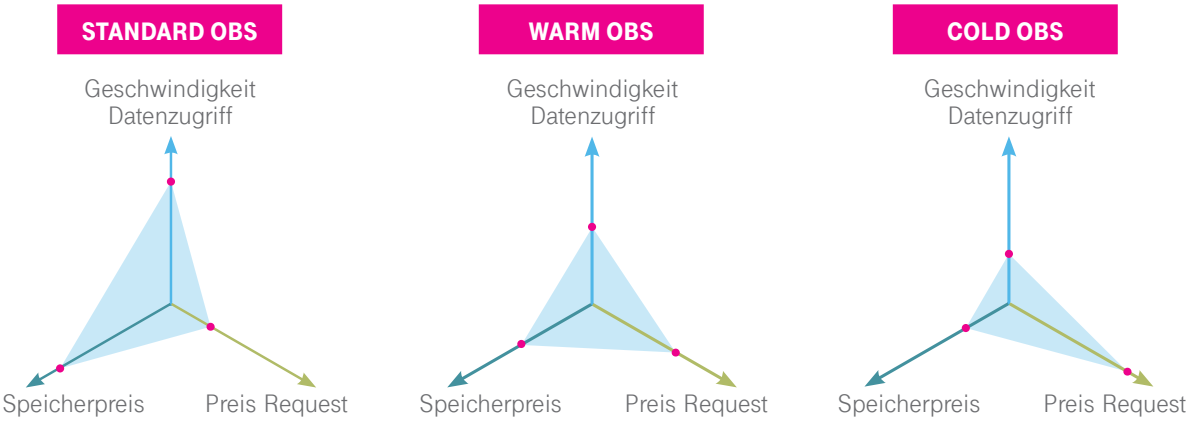 STANDARD OBS
Geschwindigkeit
Datenzugriff
Speicherpreis
Preis Request
WARM OBS
Geschwindigkeit
Datenzugriff
Speicherpreis
Preis Request
COLD OBS
Geschwindigkeit
Datenzugriff
Speicherpreis
Preis Request